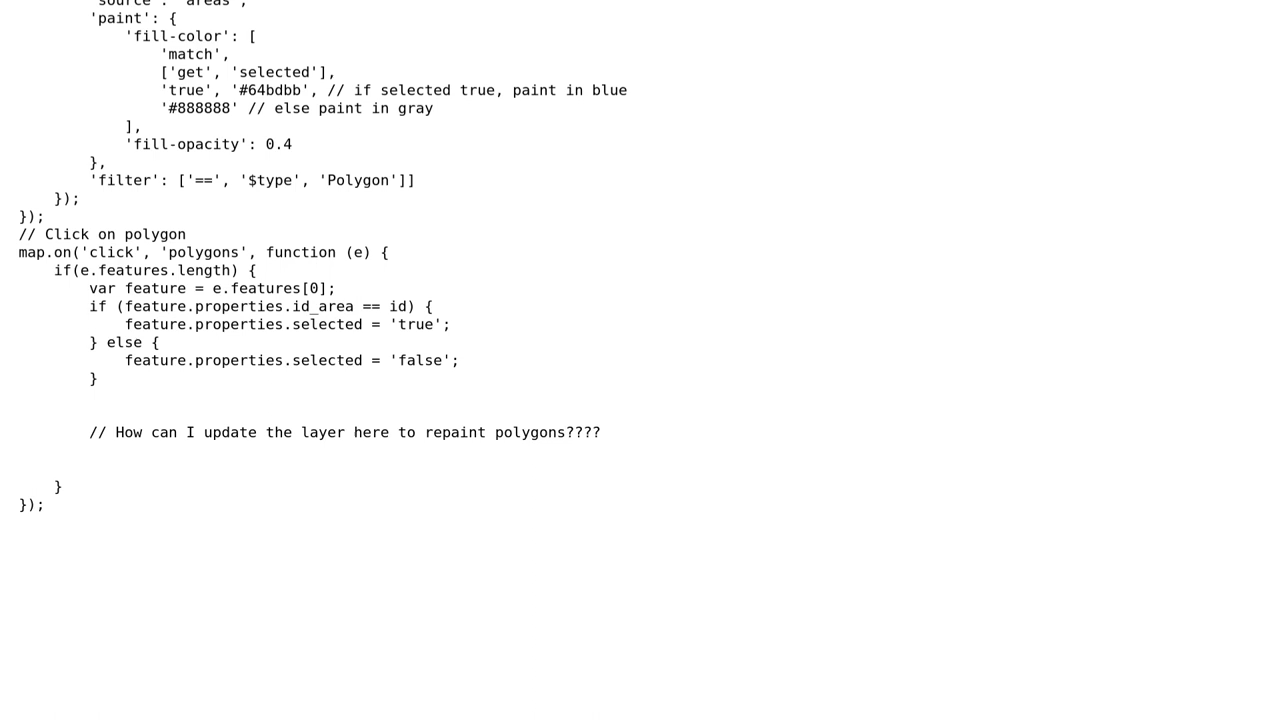 'source': 'areas',
'paint': {
'fill-color': [
'match',
['get', 'selected'],
'true', '#64bdbb', // if selected true, paint in blue
'#888888' // else paint in gray
],
'fill-opacity': 0.4
},
'filter': ['==', '$type', 'Polygon']]
});
});
// Click on polygon
map.on('click', 'polygons', function (e) {
if(e.features.length) {
var feature = e.features[0];
if (feature.properties.id_area == id) {
feature.properties.selected = 'true';
} else {
feature.properties.selected = 'false';
}
// How can I update the layer here to repaint polygons????
}
});